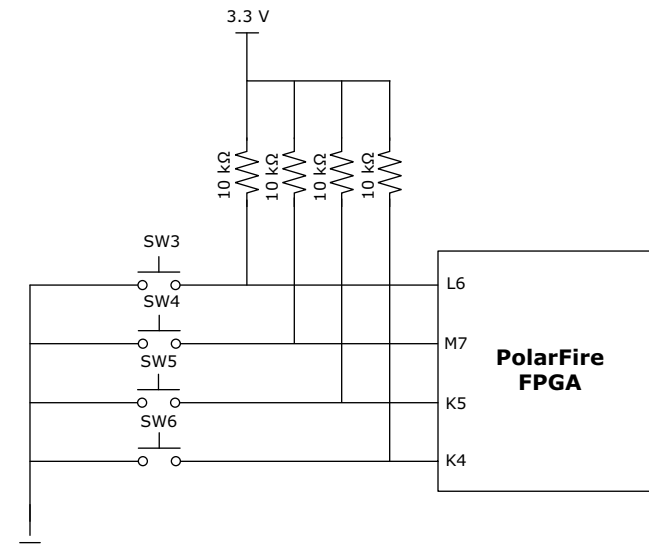 3.3 V
10 kΩ
10 kΩ
10 kΩ
10 kΩ
SW3
L6
SW4
M7
SW5
PolarFire
FPGA
K5
SW6
K4